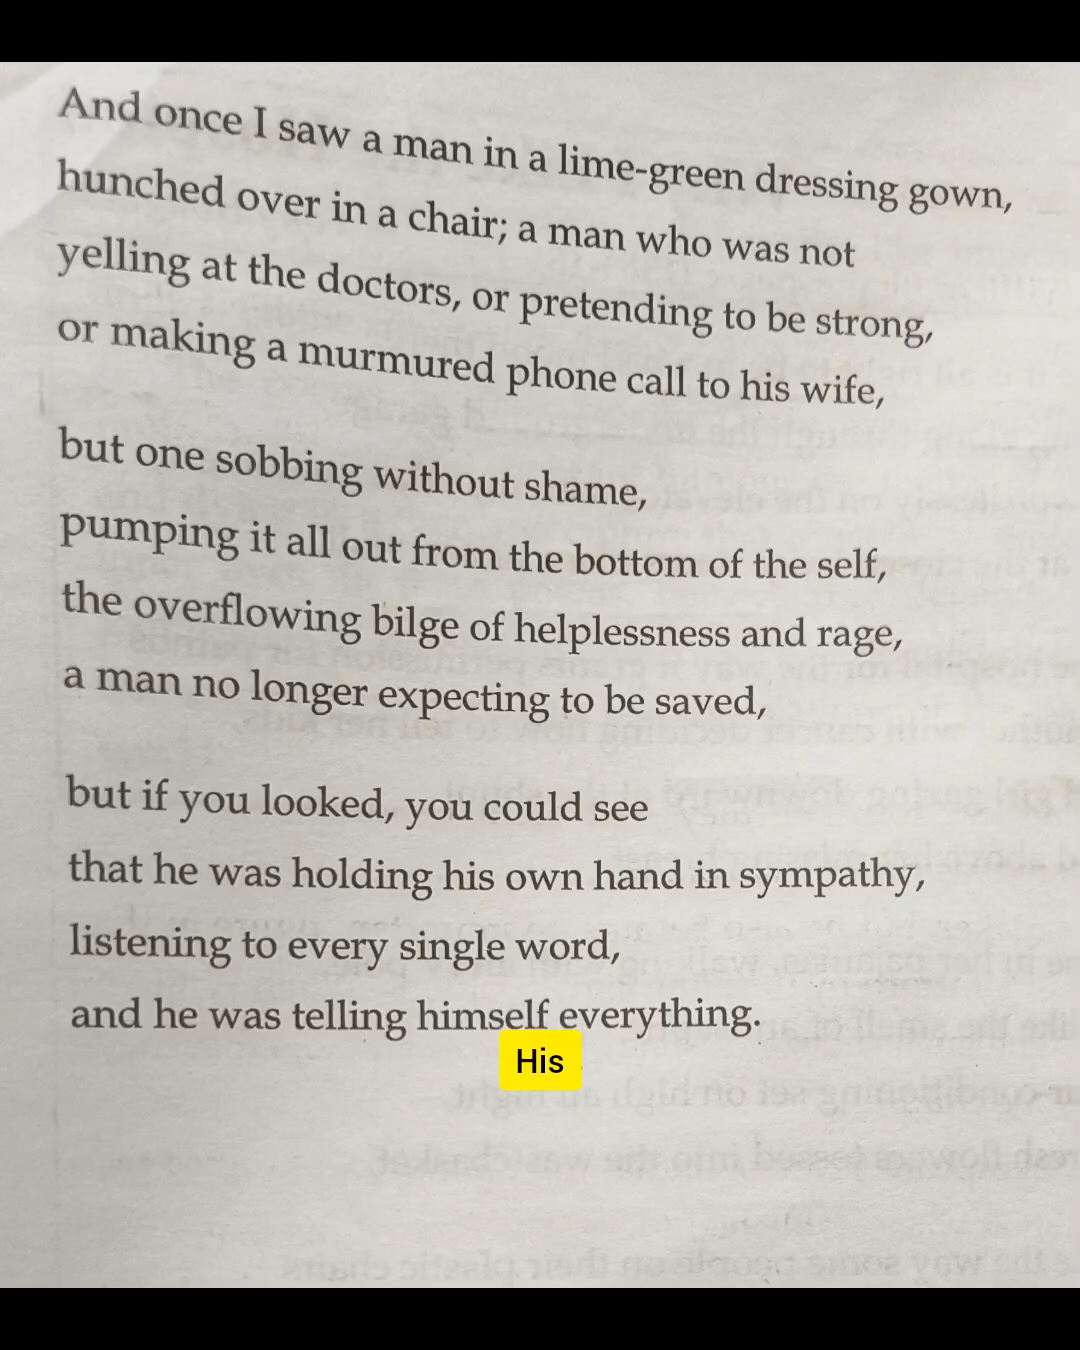 And once I saw a man in a lime-green dressing gown,
hunched over in a chair; a man who was not
yelling at the doctors, or pretending to be strong,
or making a murmured phone call to his wife,
but one sobbing without shame,
pumping it all out from the bottom of the self,
the overflowing bilge of helplessness and rage,
a man no longer expecting to be saved,
but if you looked, you could see
that he was holding his own hand in sympathy,
listening to every single word,
and he was telling himself everything.
His